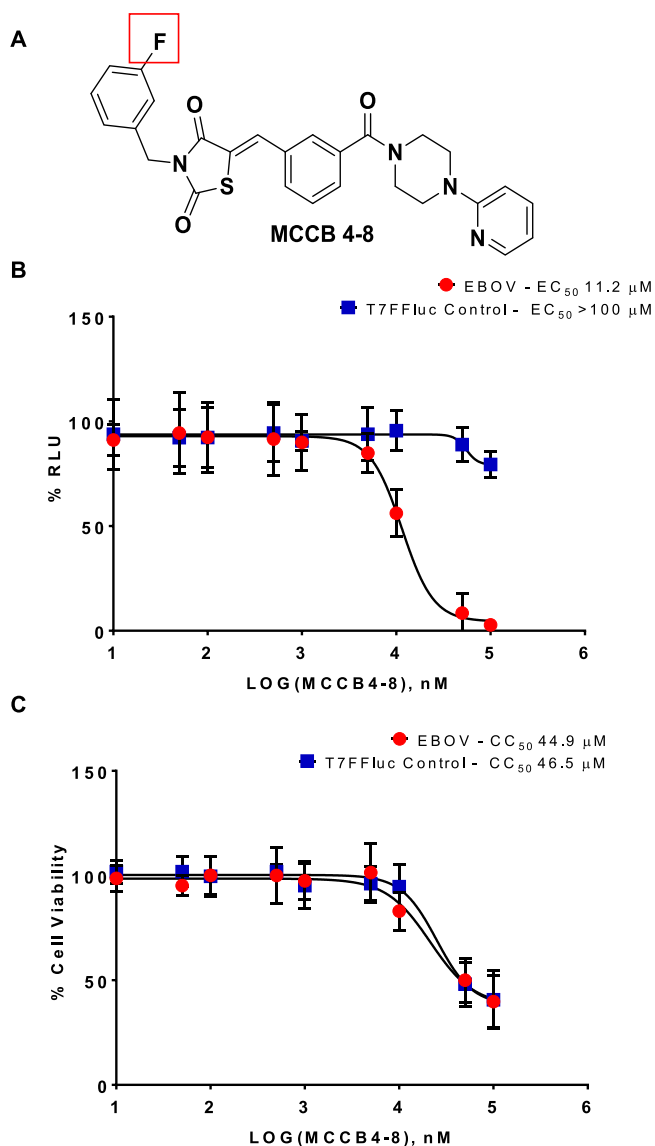 A
F
O
N
S
O
O
N
N
N
MCCB 4-8
B
EBOV - EC50 11.2 μM
T7FFluc Control - EC50 >100 μM
150
100
50
0
% RLU
1 2 3 4 5 6
LOG(MCCB4-8), nM
C
EBOV - CC50 44.9 μM
T7FFluc Control - CC50 46.5 μM
150
100
50
0
% Cell Viability
1 2 3 4 5 6
LOG(MCCB4-8), nM